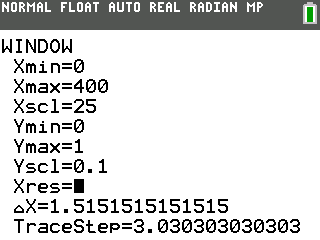 NORMAL FLOAT AUTO REAL RADIAN MP
WINDOW
Xmin=0
Xmax=400
Xscl=25
Ymin=0
Ymax=1
Yscl=0.1
Xres=
△X=1.5151515151515
TraceStep=3.030303030303